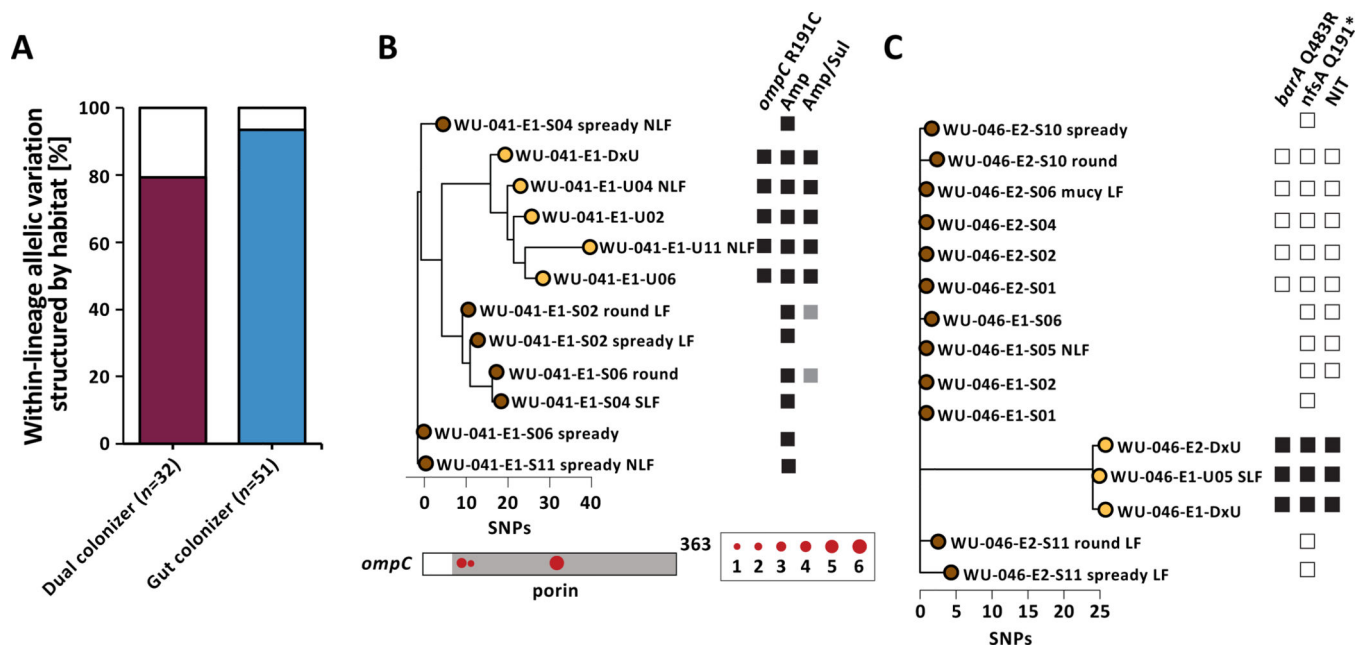 A
Within-lineage allelic variation
structured by habitat [%]
100
80
60
40
20
0
Dual colonizer (n=32)
Gut colonizer (n=51)
B
ompC R191C
Amp
Amp/Sul
WU-041-E1-S04 spready NLF
WU-041-E1-DxU
WU-041-E1-U04 NLF
WU-041-E1-U02
WU-041-E1-U11 NLF
WU-041-E1-U06
WU-041-E1-S02 round LF
WU-041-E1-S02 spready LF
WU-041-E1-S06 round
WU-041-E1-S04 SLF
WU-041-E1-S06 spready
WU-041-E1-S11 spready NLF
0 10 20 30 40
SNPs
ompC
363
porin
1 2 3 4 5 6
C
barA Q483R
nfsA Q191*
NIT
WU-046-E2-S10 spready
WU-046-E2-S10 round
WU-046-E2-S06 mucy LF
WU-046-E2-S04
WU-046-E2-S02
WU-046-E2-S01
WU-046-E1-S06
WU-046-E1-S05 NLF
WU-046-E1-S02
WU-046-E1-S01
WU-046-E2-DxU
WU-046-E1-U05 SLF
WU-046-E1-DxU
WU-046-E2-S11 round LF
WU-046-E2-S11 spready LF
0 5 10 15 20 25
SNPs